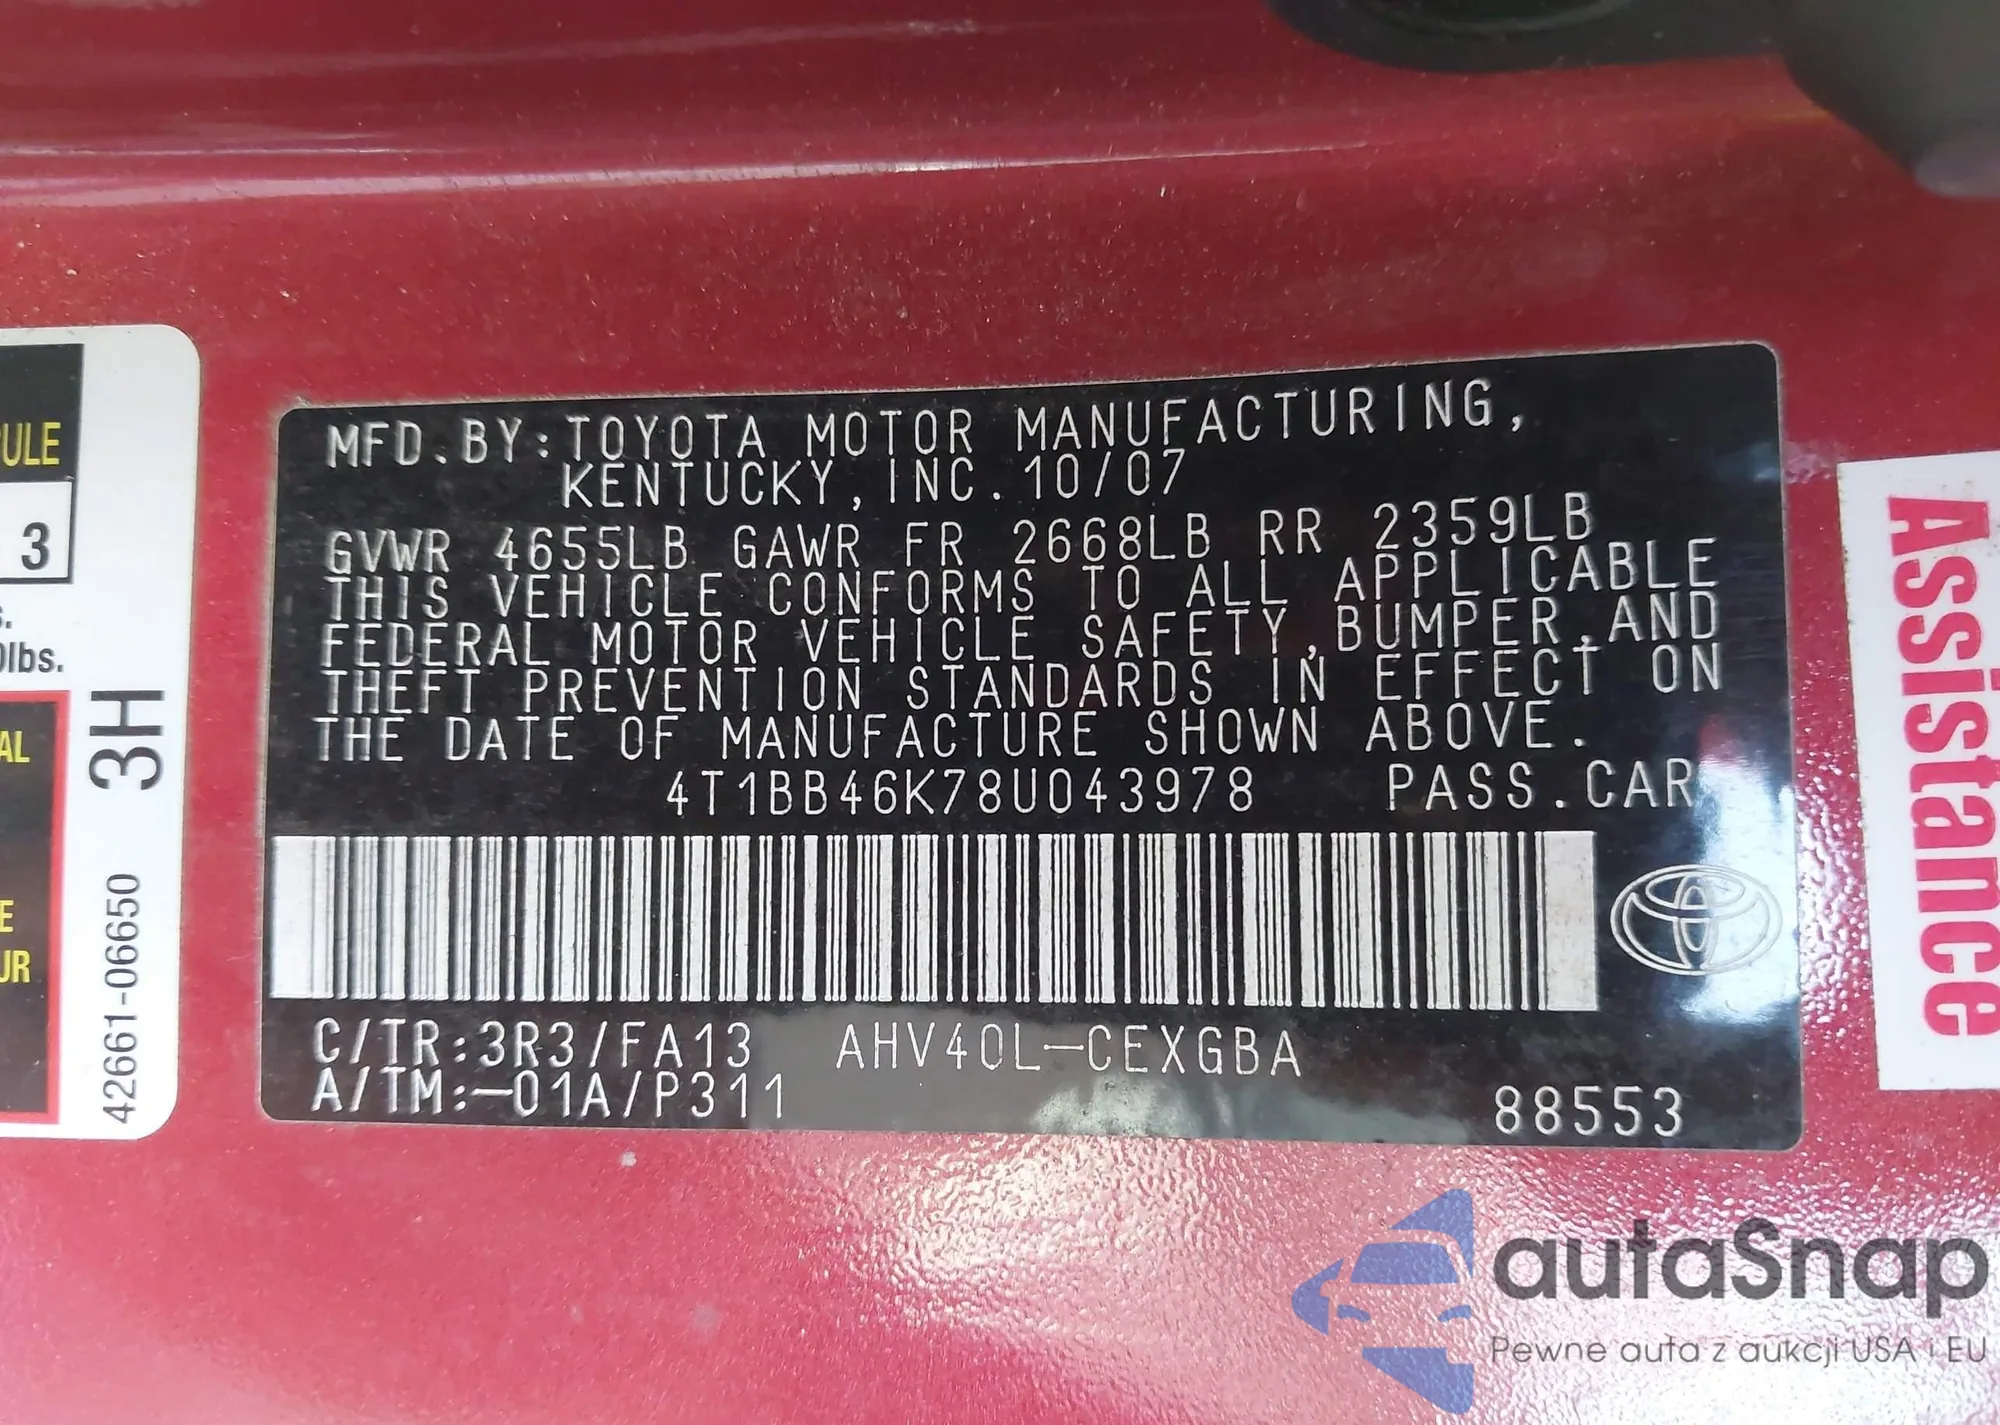 MFD.BY:TOYOTA MOTOR MANUFACTURING,
KENTUCKY,INC.10/07
GVWR 4655LB GAWR FR 2668LB RR 2359LB
THIS VEHICLE CONFORMS TO ALL APPLICABLE
FEDERAL MOTOR VEHICLE SAFETY,BUMPER,AND
THEFT PREVENTION STANDARDS IN EFFECT ON
THE DATE OF MANUFACTURE SHOWN ABOVE.
4T1BB46K78U043978 PASS.CAR
C/TR:3R3/FA13 AHV40L-CEXGBA
A/TM:-01A/P311
88553
3
lbs.
3H
42661-06650
Assistance
autaSnap
Pewne auta z aukcji USA i EU